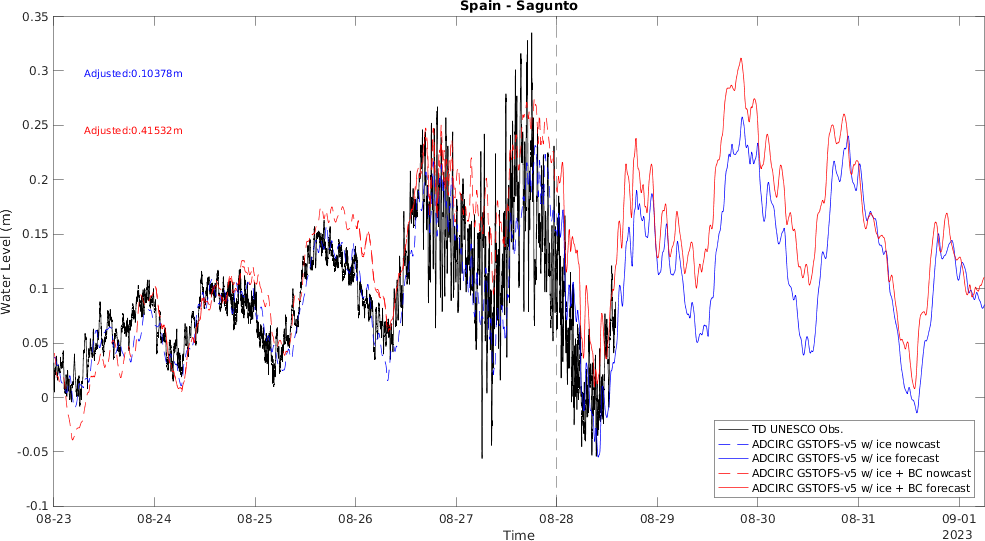 Spain - Sagunto
0.35
0.3
0.25
0.2
0.15
0.1
0.05
0
-0.05
-0.1
Water Level (m)
Adjusted:0.10378m
Adjusted:0.41532m
TD UNESCO Obs.
ADCIRC GSTOFS-v5 w/ ice nowcast
ADCIRC GSTOFS-v5 w/ ice forecast
ADCIRC GSTOFS-v5 w/ ice + BC nowcast
ADCIRC GSTOFS-v5 w/ ice + BC forecast
08-23 08-24 08-25 08-26 08-27 08-28 08-29 08-30 08-31 09-01
Time
2023